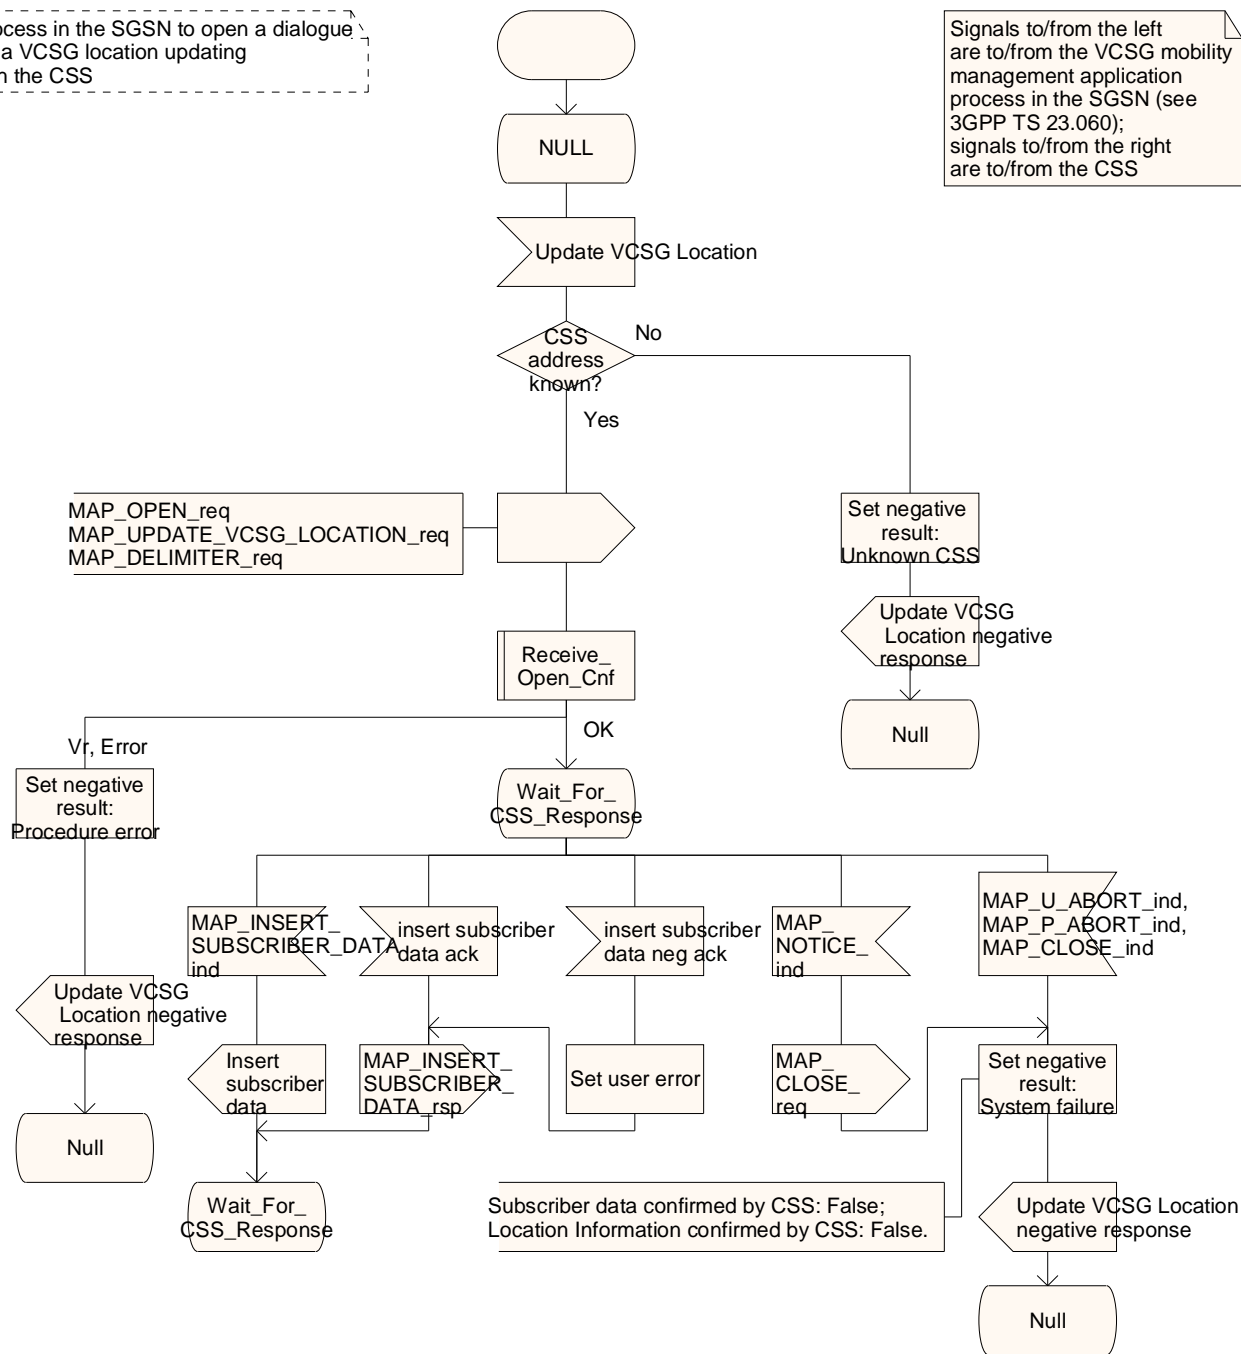 ocess in the SGSN to open a dialogue
a VCSG location updating
n the CSS
Signals to/from the left
are to/from the VCSG mobility
management application
process in the SGSN (see
3GPP TS 23.060);
signals to/from the right
are to/from the CSS
NULL
Update VCSG Location
CSS
address
known?
No
Yes
MAP_OPEN_req
MAP_UPDATE_VCSG_LOCATION_req
MAP_DELIMITER_req
Set negative
result:
Unknown CSS
Update VCSG
Location negative
response
Null
Receive_
Open_Cnf
OK
Vr, Error
Set negative
result:
Procedure error
Wait_For_
CSS_Response
MAP_INSERT_
SUBSCRIBER_DATA_
ind
insert subscriber
data ack
insert subscriber
data neg ack
MAP_
NOTICE_
ind
MAP_U_ABORT_ind,
MAP_P_ABORT_ind,
MAP_CLOSE_ind
Update VCSG
Location negative
response
Insert
subscriber
data
MAP_INSERT_
SUBSCRIBER_
DATA_rsp
Set user error
MAP_
CLOSE_
req
Set negative
result:
System failure
Null
Wait_For_
CSS_Response
Subscriber data confirmed by CSS: False;
Location Information confirmed by CSS: False.
Update VCSG Location
negative response
Null